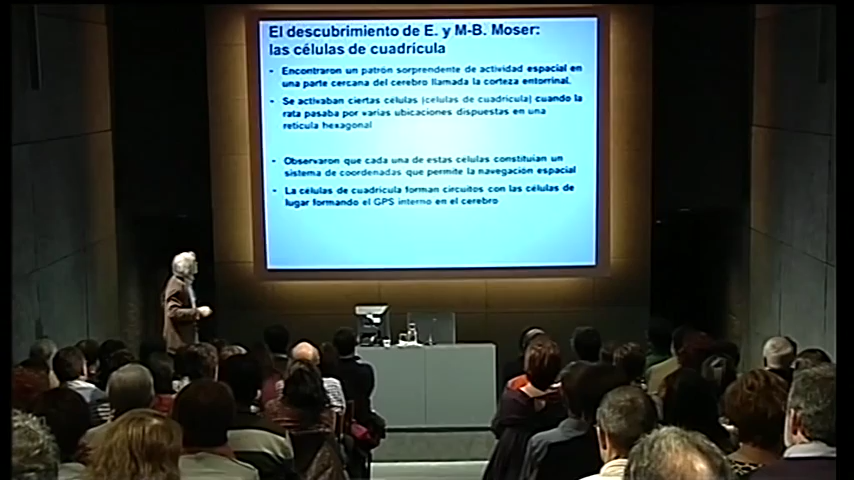 El descubrimiento de E. y M-B. Moser:
las células de cuadrícula
• Encontraron un patrón sorprendente de actividad espacial en
una parte cercana del cerebro llamada la corteza entorrinal.
• Se activaban ciertas células (celulas de cuadricula) cuando la
rata pasaba por varias ubicaciones dispuestas en una
retícula hexagonal
• Observaron que cada una de estas células constituían un
sistema de coordenadas que permite la navegación espacial
• La células de cuadrícula forman circuitos con las células de
lugar formando el GPS interno en el cerebro